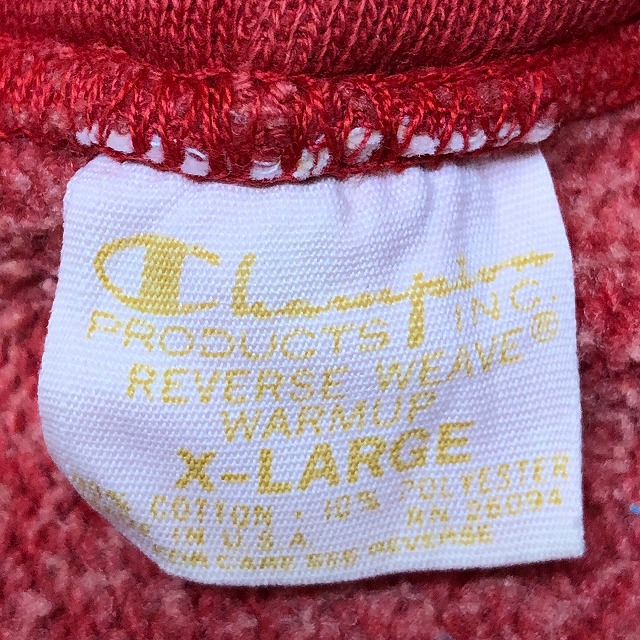 Champion
PRODUCTS INC.
REVERSE WEAVE®
WARMUP
X-LARGE
COTTON · 10% POLYESTER
IN U.S.A. RN 26094
CARE SEE REVERSE